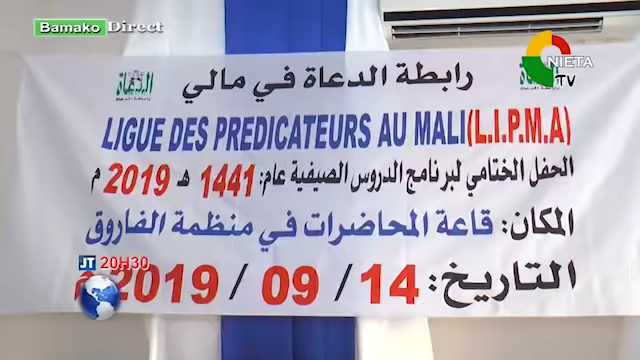 Bamako Direct
NIETA
TV
رابطة الدعاة في مالي
LIGUE DES PREDICATEURS AU MALI(L.I.P.M.A)
الحفل الختامي لبرنامج الدروس الصيفية عام: 1441 هـ 2019 م
المكان: قاعة المحاضرات في منظمة الفاروق
التاريخ: 14 / 09 / 2019 م
JT 20H30